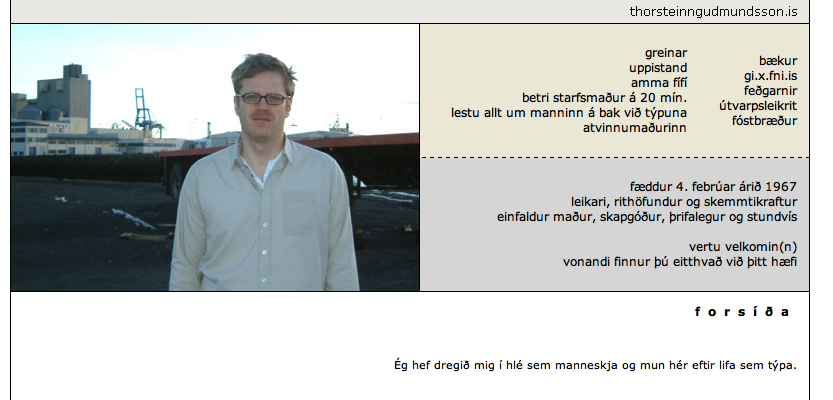 thorsteinngudmundsson.is
greinar
uppistand
amma fífí
betri starfsmaður á 20 mín.
lestu allt um manninn á bak við týpuna
atvinnumaðurinn
bækur
gi.x.fni.is
feðgarnir
útvarpsleikrit
fóstbræður
fæddur 4. febrúar árið 1967
leikari, rithöfundur og skemmtikraftur
einfaldur maður, skapgóður, þrifalegur og stundvís
vertu velkomin(n)
vonandi finnur þú eitthvað við þitt hæfi
forsíða
Ég hef dregið mig í hlé sem manneskja og mun hér eftir lifa sem týpa.